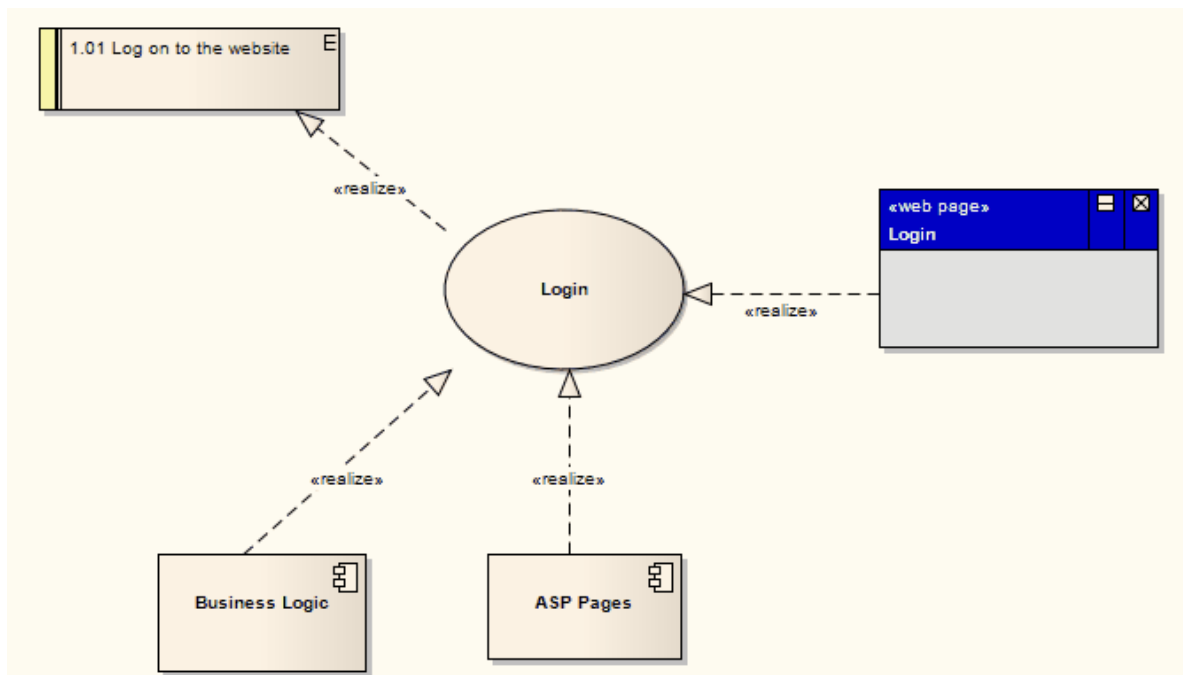 1.01 Log on to the website
E
«realize»
«web page»
Login
Login
«realize»
«realize»
«realize»
Business Logic
ASP Pages